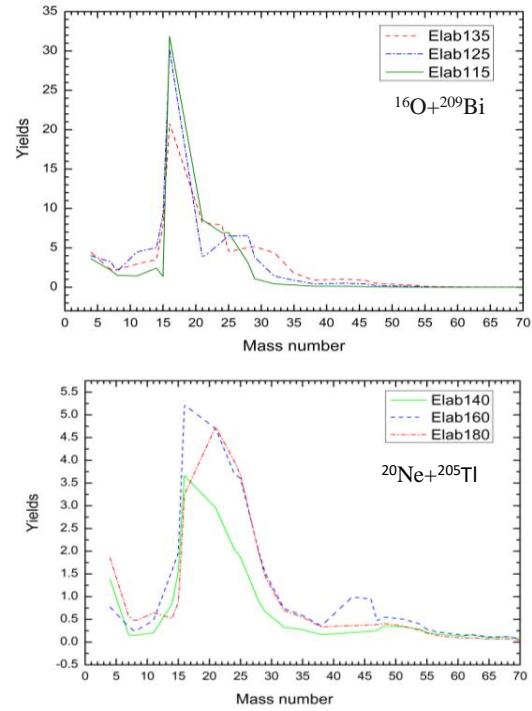 35
30
25
20
15
10
5
0
Yields
Elab135
Elab125
Elab115
¹⁶O+²⁰⁹Bi
0 5 10 15 20 25 30 35 40 45 50 55 60 65 70
Mass number
5.5
5.0
4.5
4.0
3.5
3.0
2.5
2.0
1.5
1.0
0.5
0.0
-0.5
Yields
Elab140
Elab160
Elab180
²⁰Ne+²⁰⁵Tl
0 5 10 15 20 25 30 35 40 45 50 55 60 65 70
Mass number